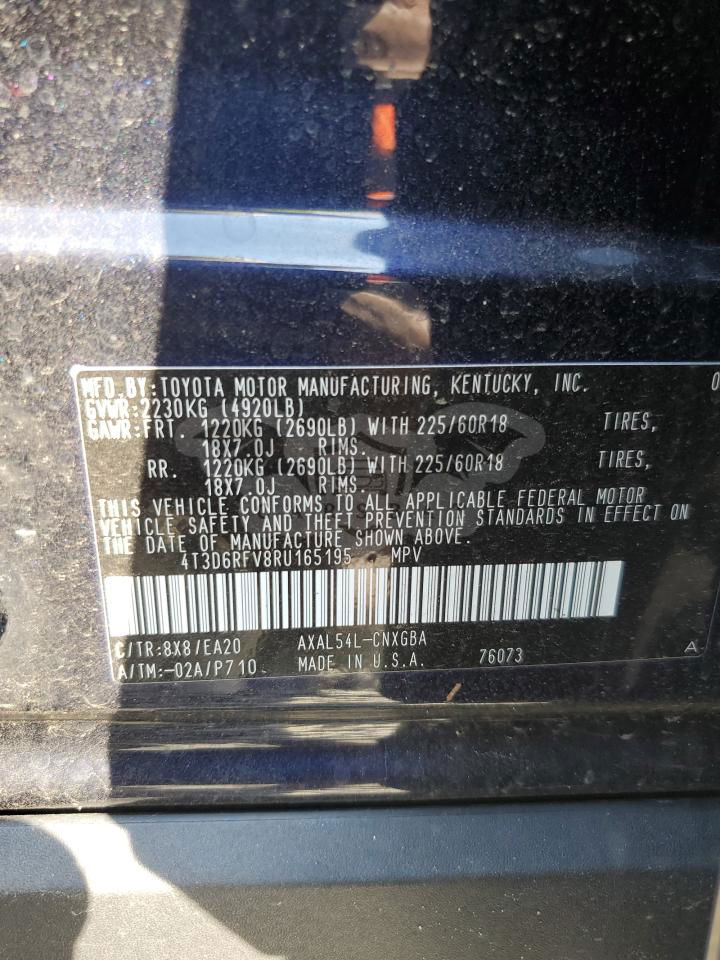 MFD.BY:TOYOTA MOTOR MANUFACTURING, KENTUCKY, INC. 0
GVWR:2230KG (4920LB)
GAWR:FRT. 1220KG (2690LB) WITH 225/60R18 TIRES,
18X7.0J RIMS.
RR. 1220KG (2690LB) WITH 225/60R18 TIRES,
18X7.0J RIMS.
THIS VEHICLE CONFORMS TO ALL APPLICABLE FEDERAL MOTOR
VEHICLE SAFETY AND THEFT PREVENTION STANDARDS IN EFFECT ON
THE DATE OF MANUFACTURE SHOWN ABOVE.
4T3D6RFV8RU165195 MPV
C/TR:8X8/EA20 AXAL54L-CNXGBA
A/TM:-02A/P710 MADE IN U.S.A. 76073 A